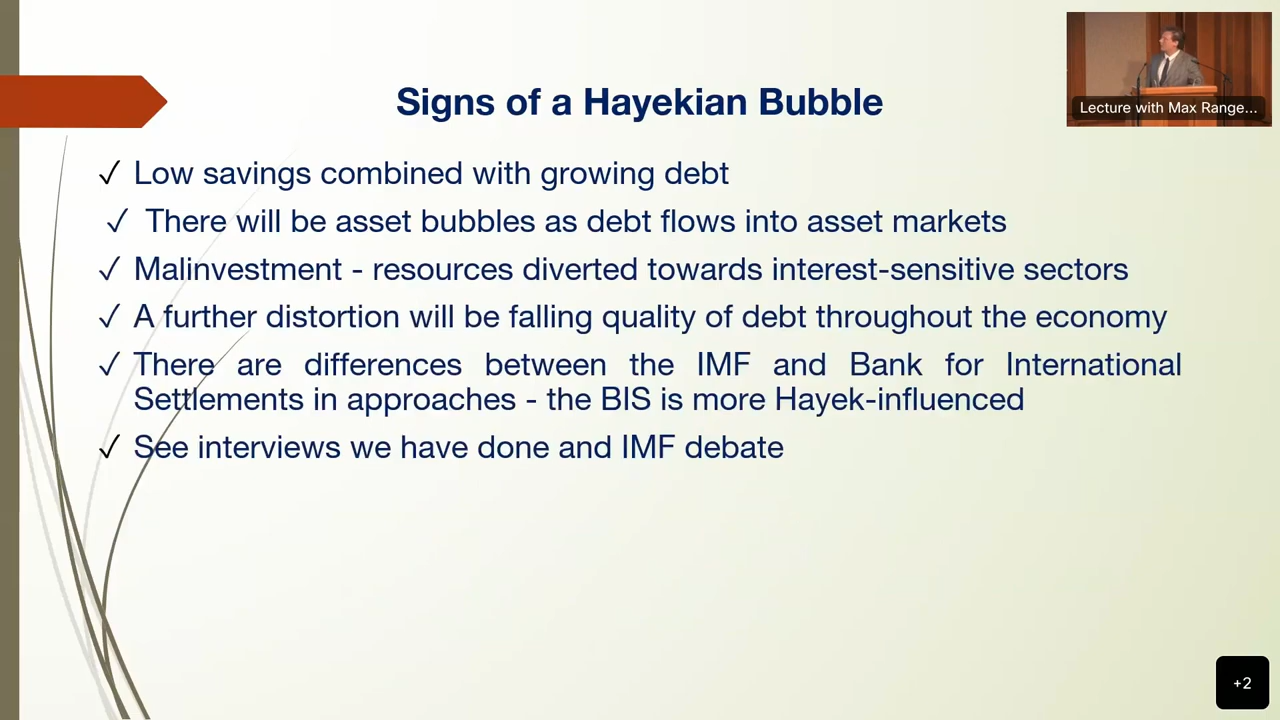 Signs of a Hayekian Bubble
Lecture with Max Range...
✓ Low savings combined with growing debt
✓ There will be asset bubbles as debt flows into asset markets
✓ Malinvestment - resources diverted towards interest-sensitive sectors
✓ A further distortion will be falling quality of debt throughout the economy
✓ There are differences between the IMF and Bank for International
Settlements in approaches - the BIS is more Hayek-influenced
✓ See interviews we have done and IMF debate
+2